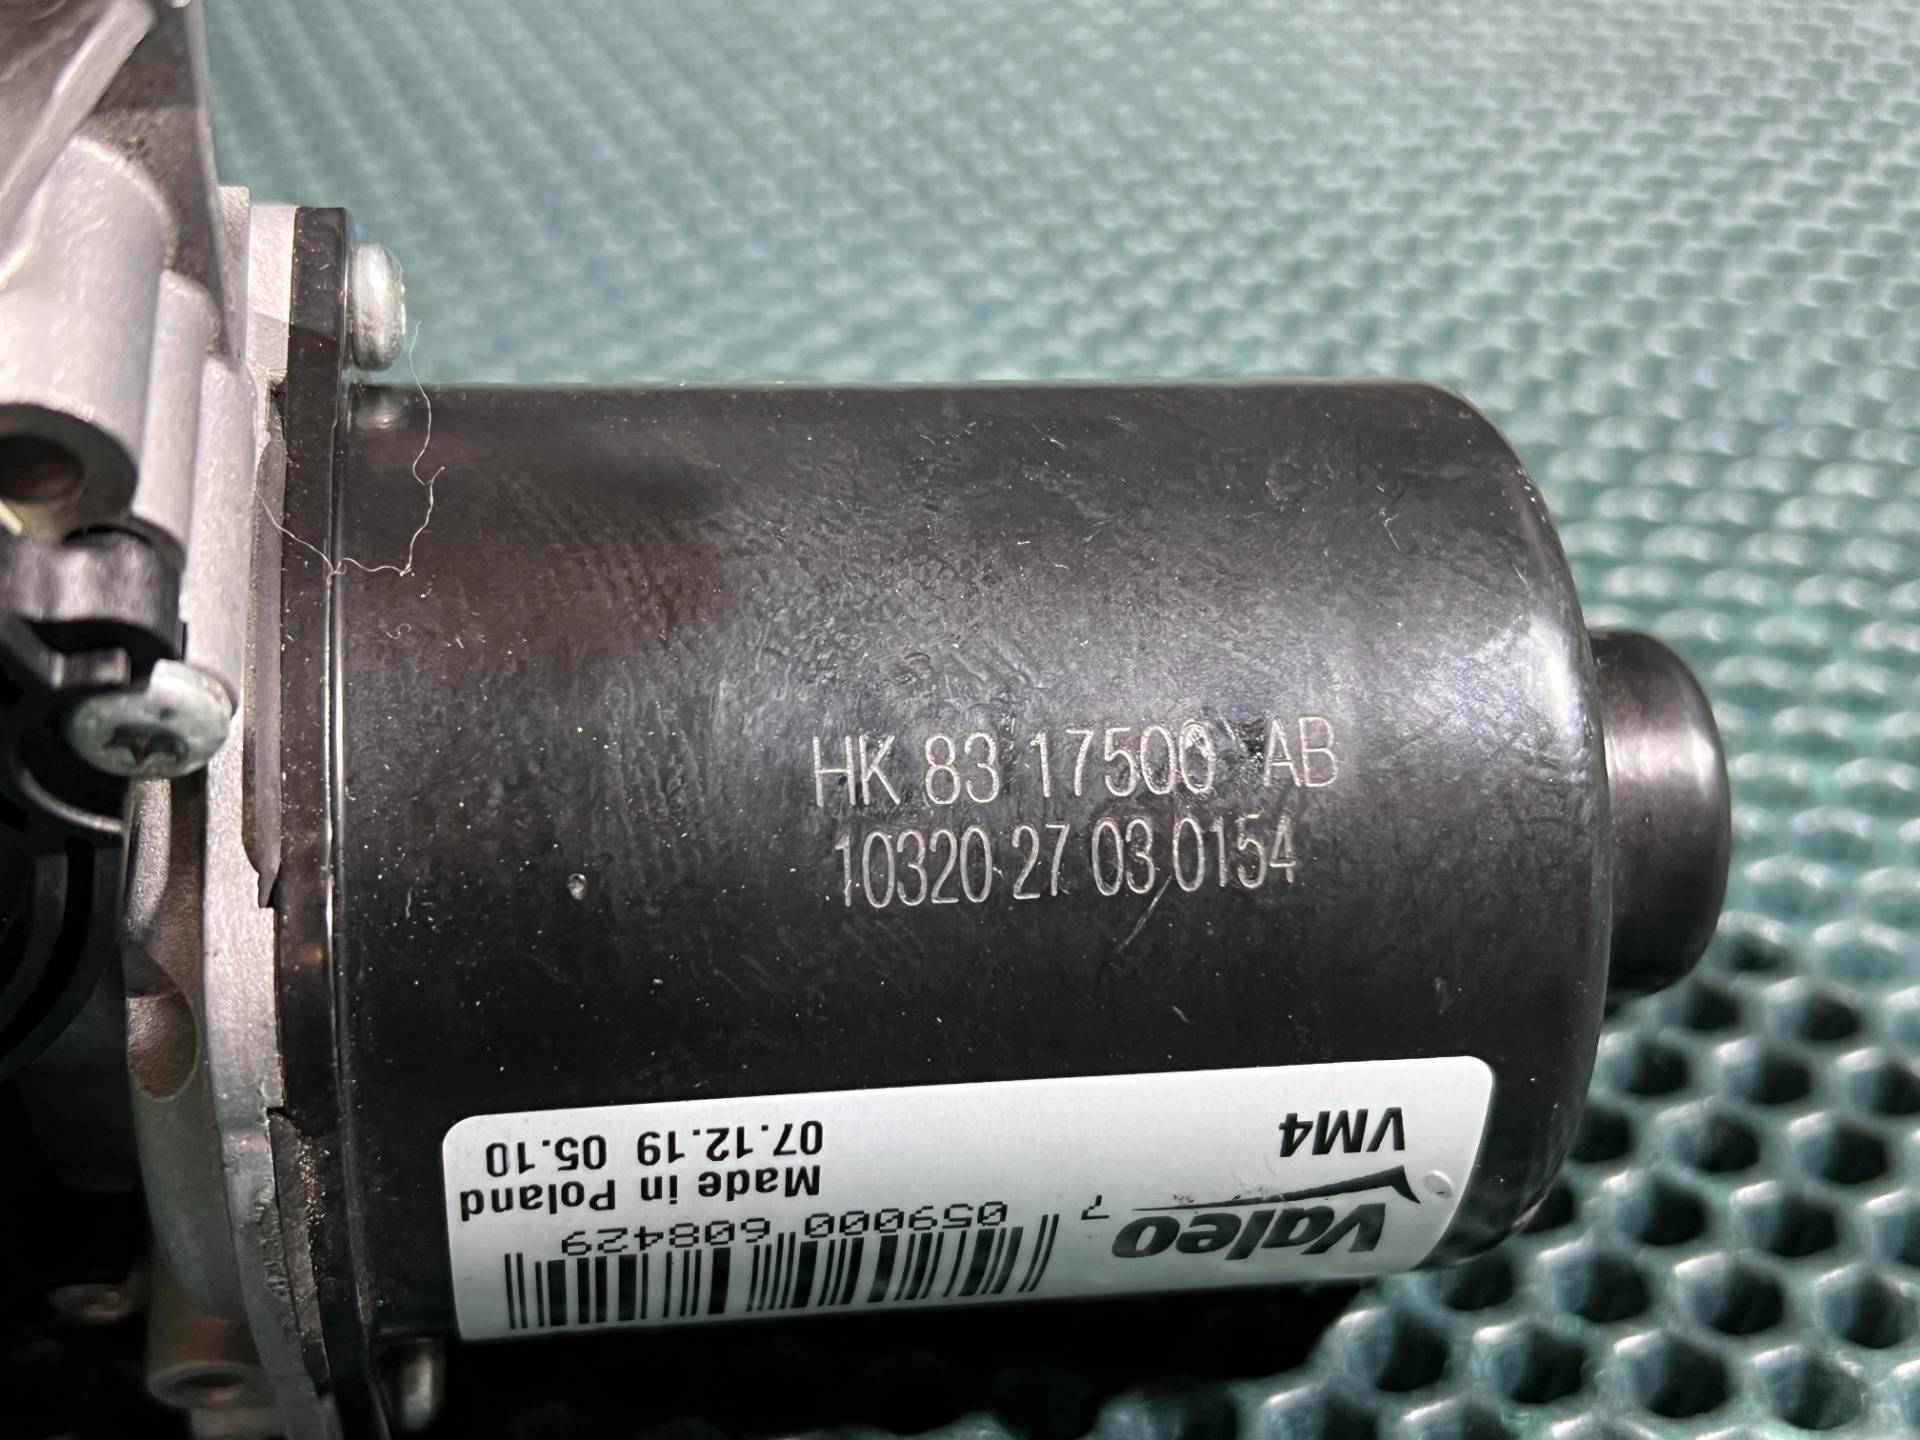 HK 83 17500 AB
10320 27 03 0154
Valeo
VM4
7
059000 608429
Made in Poland
07.12.19 05.10